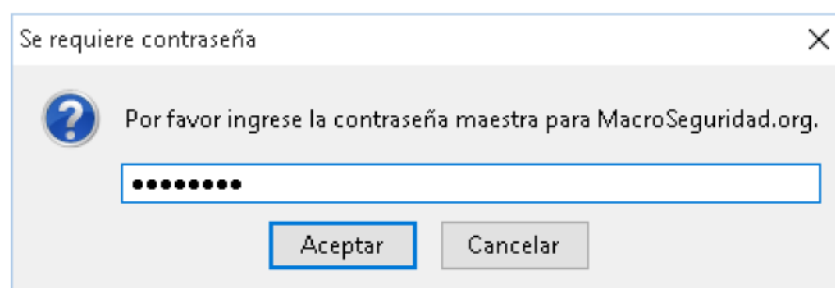 Se requiere contraseña
Por favor ingrese la contraseña maestra para MacroSeguridad.org.
••••••••
Aceptar Cancelar